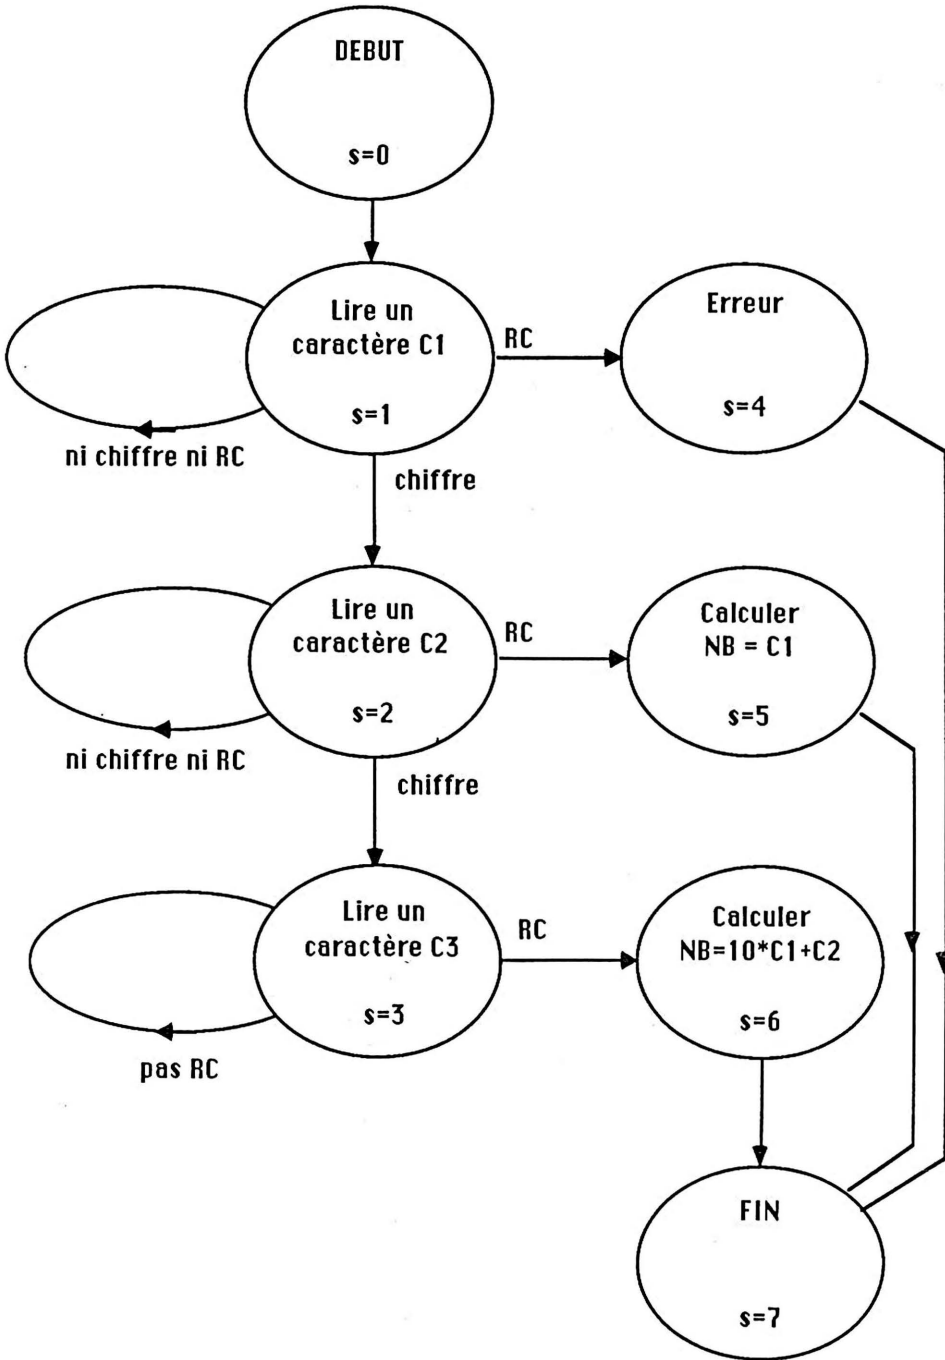 DEBUT
s=0
Lire un
caractère C1
s=1
RC
Erreur
s=4
ni chiffre ni RC
chiffre
Lire un
caractère C2
s=2
RC
Calculer
NB = C1
s=5
ni chiffre ni RC
chiffre
Lire un
caractère C3
s=3
RC
Calculer
NB=10*C1+C2
s=6
pas RC
FIN
s=7